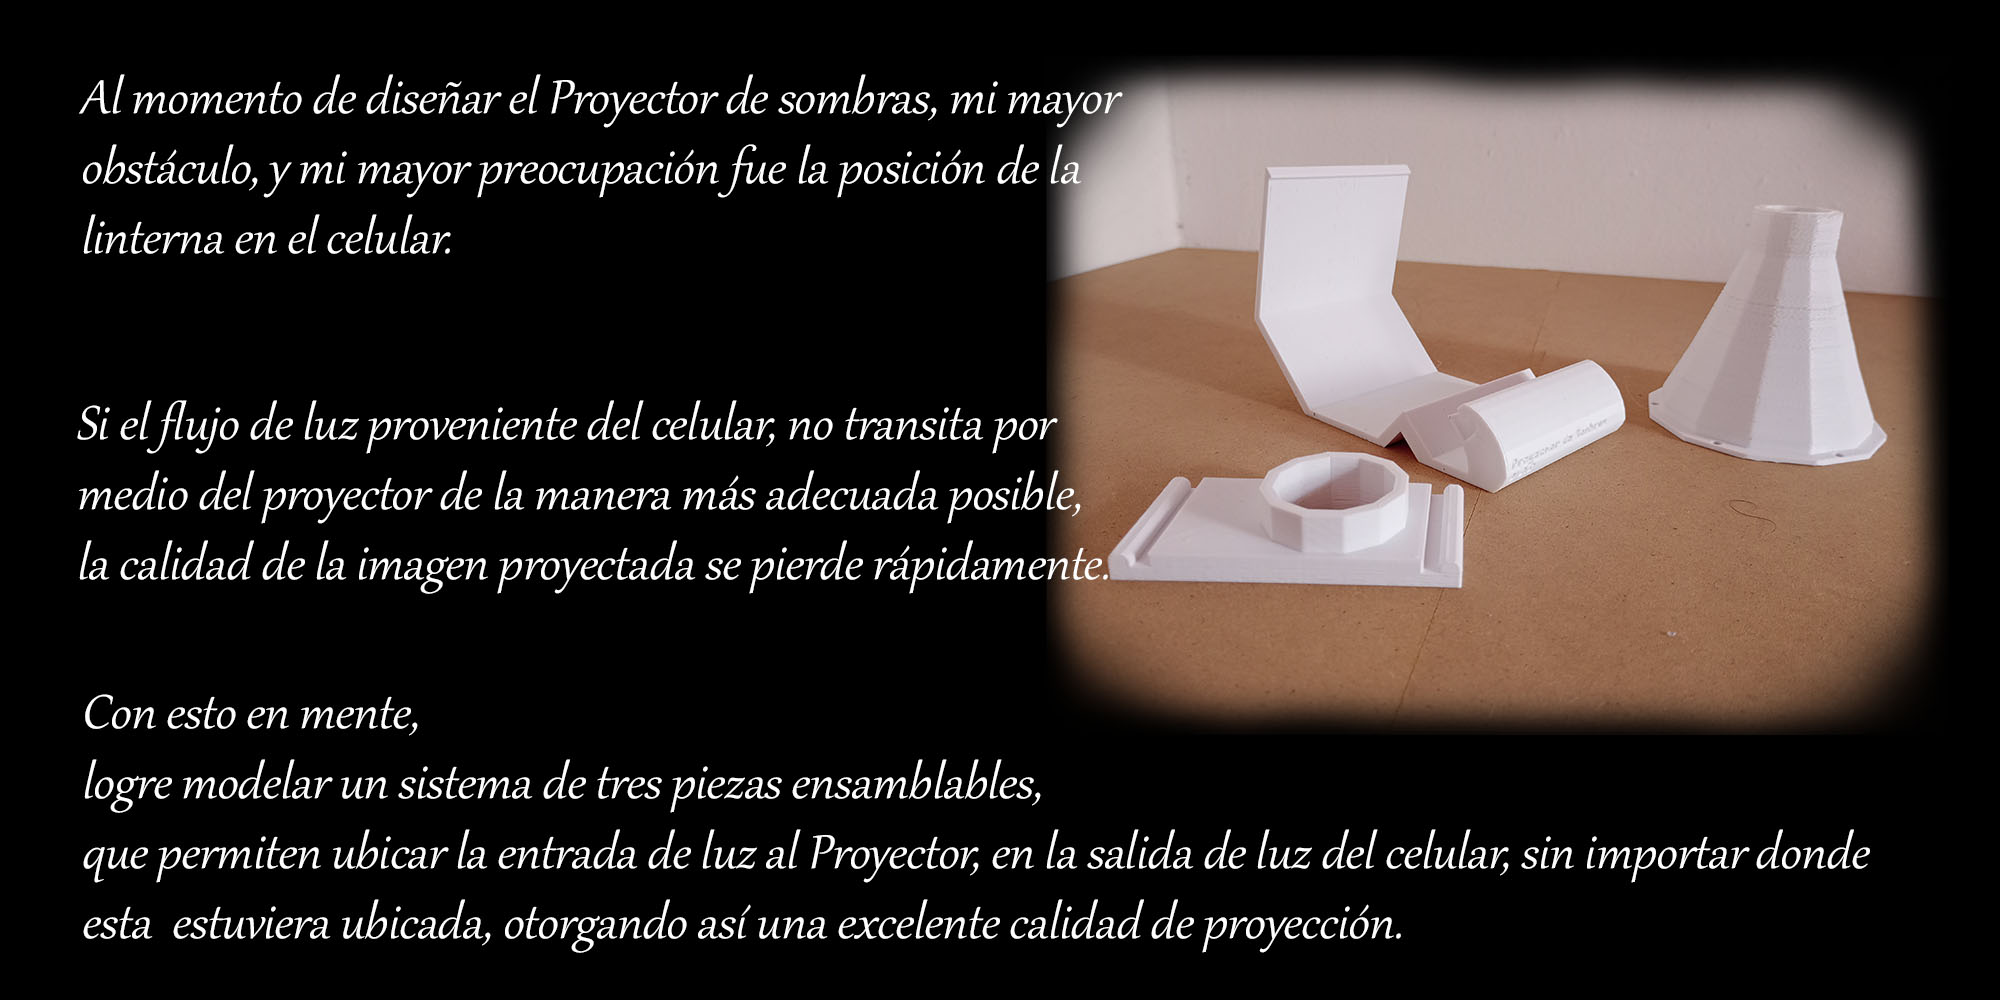 Al momento de diseñar el Proyector de sombras, mi mayor
obstáculo, y mi mayor preocupación fue la posición de la
linterna en el celular.
Si el flujo de luz proveniente del celular, no transita por
medio del proyector de la manera más adecuada posible,
la calidad de la imagen proyectada se pierde rápidamente.
Con esto en mente,
logre modelar un sistema de tres piezas ensamblables,
que permiten ubicar la entrada de luz al Proyector, en la salida de luz del celular, sin importar donde
esta  estuviera ubicada, otorgando así una excelente calidad de proyección.
Proyector de